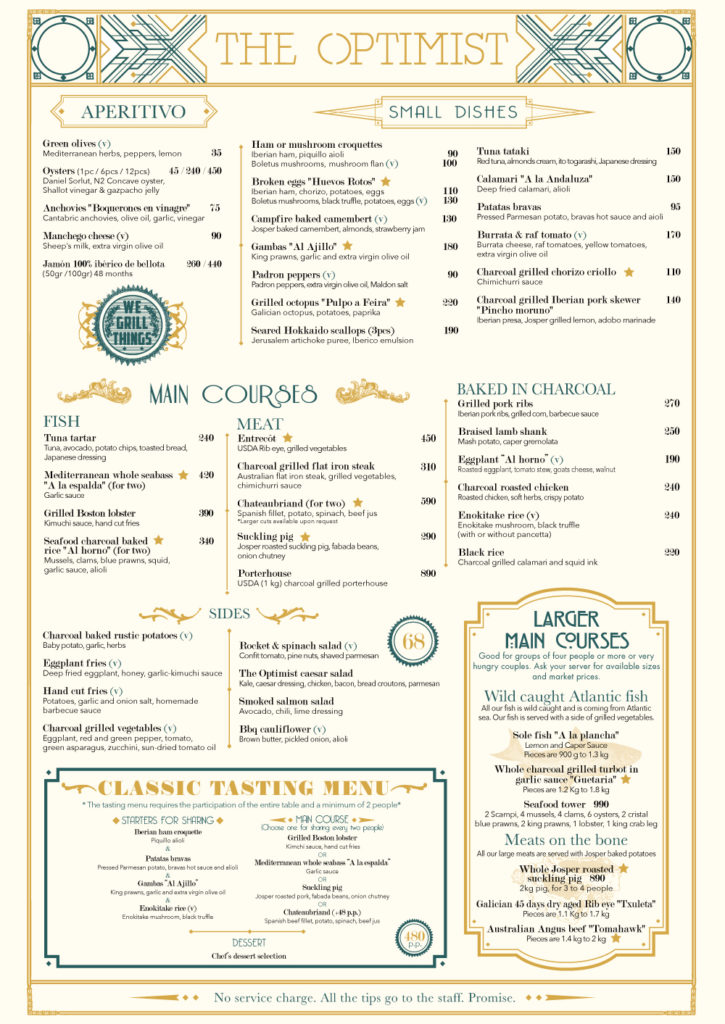 THE OPTIMIST
APERITIVO
Green olives (v)
Mediterranean herbs, peppers, lemon 35
Oysters (1pc / 6pcs / 12pcs) 45 / 240 / 450
Daniel Sorlut, N2 Concave oyster,
Shallot vinegar & gazpacho jelly
Anchovies "Boquerones en vinagre" 75
Cantabric anchovies, olive oil, garlic, vinegar
Manchego cheese (v) 90
Sheep's milk, extra virgin olive oil
Jamón 100% ibérico de bellota 260 / 440
(50gr /100gr) 48 months
WE
GRILL
THINGS
SMALL DISHES
Ham or mushroom croquettes
Iberian ham, piquillo aioli 90
Boletus mushrooms, mushroom flan (v) 100
Broken eggs "Huevos Rotos"
Iberian ham, chorizo, potatoes, eggs 110
Boletus mushrooms, black truffle, potatoes, eggs (v) 130
Campfire baked camembert (v) 130
Josper baked camembert, almonds, strawberry jam
Gambas "Al Ajillo" 180
King prawns, garlic and extra virgin olive oil
Padron peppers (v) 90
Padron peppers, extra virgin olive oil, Maldon salt
Grilled octopus "Pulpo a Feira" 220
Galician octopus, potatoes, paprika
Seared Hokkaido scallops (3pcs) 190
Jerusalem artichoke puree, Iberico emulsion
Tuna tataki 150
Red tuna, almonds cream, ito togarashi, Japanese dressing
Calamari "A la Andaluza" 150
Deep fried calamari, alioli
Patatas bravas 95
Pressed Parmesan potato, bravas hot sauce and aioli
Burrata & raf tomato (v) 170
Burrata cheese, raf tomatoes, yellow tomatoes,
extra virgin olive oil
Charcoal grilled chorizo criollo 110
Chimichurri sauce
Charcoal grilled Iberian pork skewer 140
"Pincho moruno"
Iberian presa, Josper grilled lemon, adobo marinade
MAIN COURSES
FISH
Tuna tartar 240
Tuna, avocado, potato chips, toasted bread,
Japanese dressing
Mediterranean whole seabass 420
"A la espalda" (for two)
Garlic sauce
Grilled Boston lobster 390
Kimuchi sauce, hand cut fries
Seafood charcoal baked 340
rice "Al horno" (for two)
Mussels, clams, blue prawns, squid,
garlic sauce, alioli
MEAT
Entrecôt 450
USDA Rib eye, grilled vegetables
Charcoal grilled flat iron steak 310
Australian flat iron steak, grilled vegetables,
chimichurri sauce
Chateaubriand (for two) 590
Spanish fillet, potato, spinach, beef jus
*Larger cuts available upon request
Suckling pig 290
Josper roasted suckling pig, fabada beans,
onion chutney
Porterhouse 890
USDA (1 kg) charcoal grilled porterhouse
BAKED IN CHARCOAL
Grilled pork ribs 270
Iberian pork ribs, grilled corn, barbecue sauce
Braised lamb shank 250
Mash potato, caper gremolata
Eggplant "Al horno" (v) 190
Roasted eggplant, tomato stew, goats cheese, walnut
Charcoal roasted chicken 240
Roasted chicken, soft herbs, crispy potato
Enokitake rice (v) 240
Enokitake mushroom, black truffle
(with or without pancetta)
Black rice 220
Charcoal grilled calamari and squid ink
SIDES
68
Charcoal baked rustic potatoes (v)
Baby potato, garlic, herbs
Eggplant fries (v)
Deep fried eggplant, honey, garlic-kimuchi sauce
Hand cut fries (v)
Potatoes, garlic and onion salt, homemade
barbecue sauce
Charcoal grilled vegetables (v)
Eggplant, red and green pepper, tomato,
green asparagus, zucchini, sun-dried tomato oil
Rocket & spinach salad (v)
Confit tomato, pine nuts, shaved parmesan
The Optimist caesar salad
Kale, caesar dressing, chicken, bacon, bread croutons, parmesan
Smoked salmon salad
Avocado, chili, lime dressing
Bbq cauliflower (v)
Brown butter, pickled onion, alioli
LARGER
MAIN COURSES
Good for groups of four people or more or very
hungry couples. Ask your server for available sizes
and market prices.
Wild caught Atlantic fish
All our fish is wild caught and is coming from Atlantic
sea. Our fish is served with a side of grilled vegetables.
Sole fish "A la plancha"
Lemon and Caper Sauce
Pieces are 900 g to 1.3 kg
Whole charcoal grilled turbot in
garlic sauce "Guetaria"
Pieces are 1.2 Kg to 1.8 kg
Seafood tower 990
2 Scampi, 4 mussels, 4 clams, 6 oysters, 2 cristal
blue prawns, 2 king prawns, 1 lobster, 1 king crab leg
Meats on the bone
All our large meats are served with Josper baked potatoes
Whole Josper roasted
suckling pig 890
2kg pig, for 3 to 4 people
Galician 45 days dry aged Rib eye "Txuleta"
Pieces are 1.1 Kg to 1.7 kg
Australian Angus beef "Tomahawk"
Pieces are 1.4 kg to 2 kg
CLASSIC TASTING MENU
* The tasting menu requires the participation of the entire table and a minimum of 2 people*
STARTERS FOR SHARING
Iberian ham croquette
Piquillo alioli
&
Patatas bravas
Pressed Parmesan potato, bravas hot sauce and alioli
&
Gambas "Al Ajillo"
King prawns, garlic and extra virgin olive oil
&
Enokitake rice (v)
Enokitake mushroom, black truffle
MAIN COURSE
(Choose one for sharing every two people)
Grilled Boston lobster
Kimchi sauce, hand cut fries
OR
Mediterranean whole seabass "A la espalda"
Garlic sauce
OR
Suckling pig
Josper roasted pork, fabada beans, onion chutney
OR
Chateaubriand (+48 p.p.)
Spanish beef fillet, potato, spinach, beef jus
DESSERT
Chef's dessert selection
480
P.P.
No service charge. All the tips go to the staff. Promise.